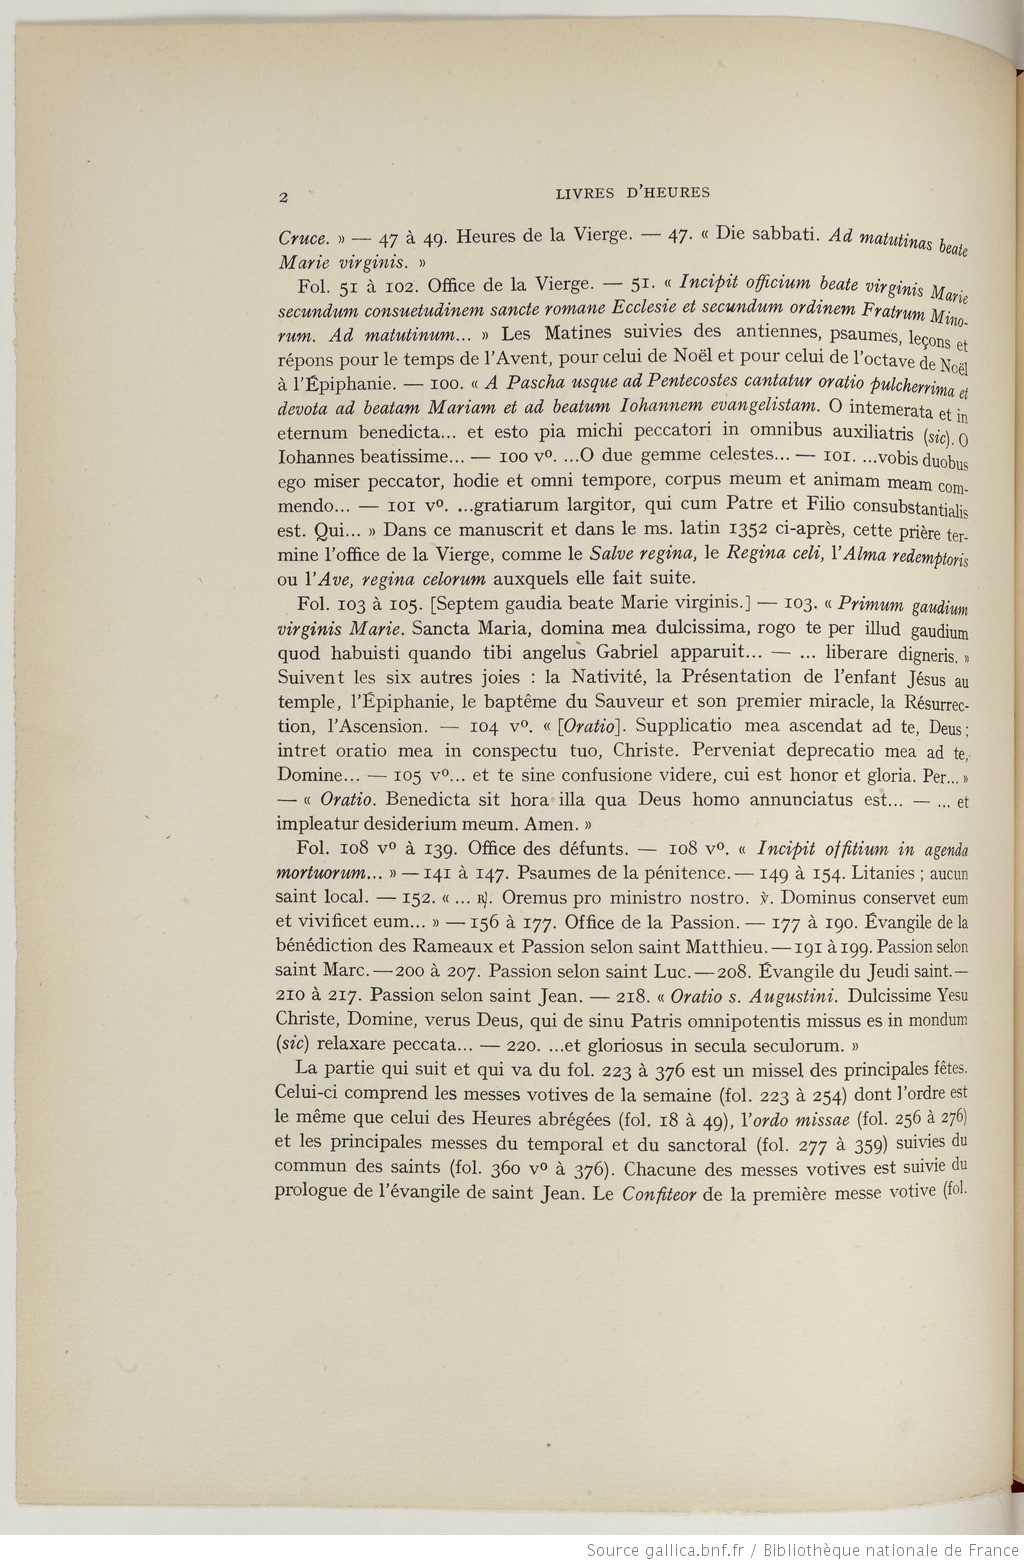 2
LIVRES D'HEURES
Cruce. » — 47 à 49. Heures de la Vierge. — 47. « Die sabbati. Ad matutinas beate
Marie virginis. »
Fol. 51 à 102. Office de la Vierge. — 51. « Incipit officium beate virginis Marie
secundum consuetudinem sancte romane Ecclesie et secundum ordinem Fratrum Mino-
rum. Ad matutinum... » Les Matines suivies des antiennes, psaumes, leçons et
répons pour le temps de l'Avent, pour celui de Noël et pour celui de l'octave de Noël
à l'Épiphanie. — 100. « A Pascha usque ad Pentecostes cantatur oratio pulcherrima et
devota ad beatam Mariam et ad beatum Iohannem evangelistam. O intemerata et in
eternum benedicta... et esto pia michi peccatori in omnibus auxiliatris (sic). O
Iohannes beatissime... — 100 vº. ...O due gemme celestes... — 101. ...vobis duobus
ego miser peccator, hodie et omni tempore, corpus meum et animam meam com-
mendo... — 101 vº. ...gratiarum largitor, qui cum Patre et Filio consubstantialis
est. Qui... » Dans ce manuscrit et dans le ms. latin 1352 ci-après, cette prière ter-
mine l'office de la Vierge, comme le Salve regina, le Regina celi, l'Alma redemptoris
ou l'Ave, regina celorum auxquels elle fait suite.
Fol. 103 à 105. [Septem gaudia beate Marie virginis.] — 103. « Primum gaudium
virginis Marie. Sancta Maria, domina mea dulcissima, rogo te per illud gaudium
quod habuisti quando tibi angelus Gabriel apparuit... — ... liberare digneris. »
Suivent les six autres joies : la Nativité, la Présentation de l'enfant Jésus au
temple, l'Épiphanie, le baptême du Sauveur et son premier miracle, la Résurrec-
tion, l'Ascension. — 104 vº. « [Oratio]. Supplicatio mea ascendat ad te, Deus ;
intret oratio mea in conspectu tuo, Christe. Perveniat deprecatio mea ad te,
Domine... — 105 vº... et te sine confusione videre, cui est honor et gloria. Per... »
— « Oratio. Benedicta sit hora illa qua Deus homo annunciatus est... — ... et
impleatur desiderium meum. Amen. »
Fol. 108 vº à 139. Office des défunts. — 108 vº. « Incipit offitium in agenda
mortuorum... » — 141 à 147. Psaumes de la pénitence. — 149 à 154. Litanies ; aucun
saint local. — 152. « ... ℟. Oremus pro ministro nostro. ℣. Dominus conservet eum
et vivificet eum... » — 156 à 177. Office de la Passion. — 177 à 190. Évangile de la
bénédiction des Rameaux et Passion selon saint Matthieu. — 191 à 199. Passion selon
saint Marc. — 200 à 207. Passion selon saint Luc. — 208. Évangile du Jeudi saint. —
210 à 217. Passion selon saint Jean. — 218. « Oratio s. Augustini. Dulcissime Yesu
Christe, Domine, verus Deus, qui de sinu Patris omnipotentis missus es in mondum
(sic) relaxare peccata... — 220. ...et gloriosus in secula seculorum. »
La partie qui suit et qui va du fol. 223 à 376 est un missel des principales fêtes.
Celui-ci comprend les messes votives de la semaine (fol. 223 à 254) dont l'ordre est
le même que celui des Heures abrégées (fol. 18 à 49), l'ordo missae (fol. 256 à 276)
et les principales messes du temporal et du sanctoral (fol. 277 à 359) suivies du
commun des saints (fol. 360 vº à 376). Chacune des messes votives est suivie du
prologue de l'évangile de saint Jean. Le Confiteor de la première messe votive (fol.
Source gallica.bnf.fr / Bibliothèque nationale de France